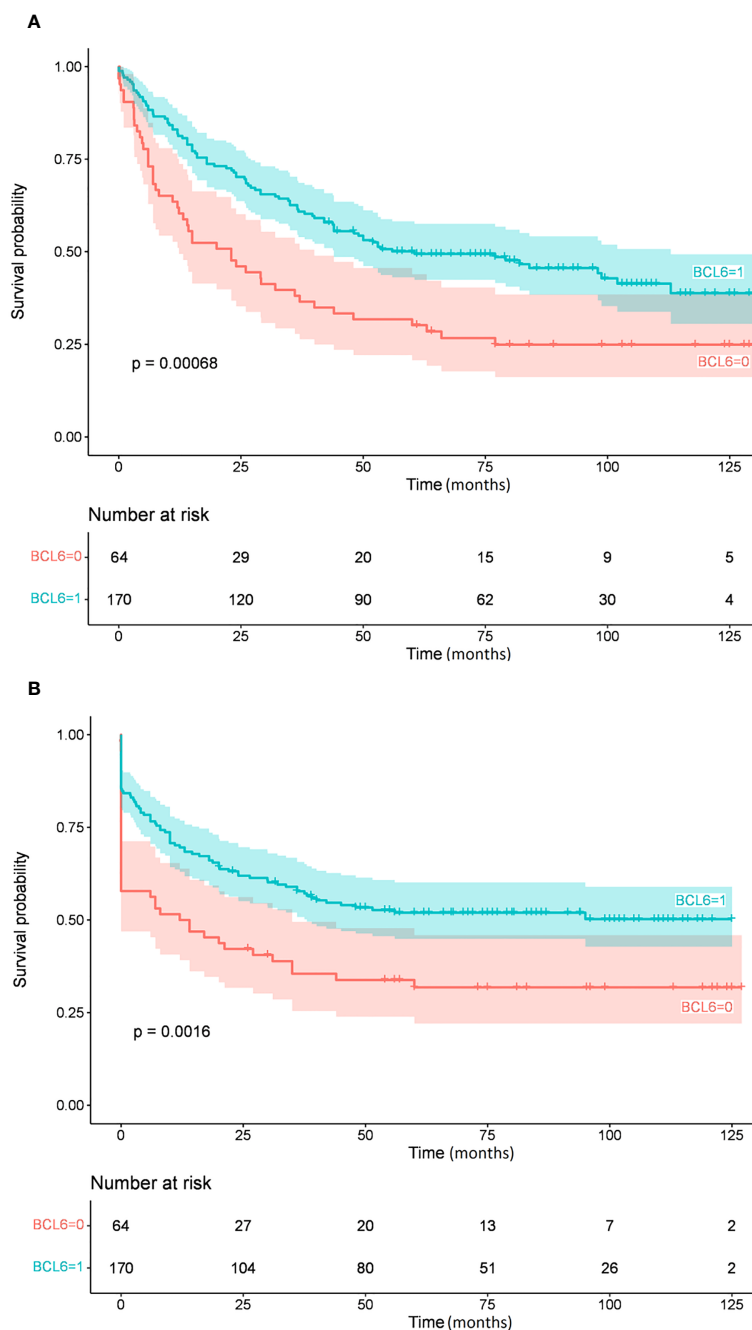 A
1.00
0.75
0.50
0.25
0.00
Survival probability
BCL6=1
BCL6=0
p = 0.00068
0 25 50 75 100 125
Time (months)
Number at risk
BCL6=0 64 29 20 15 9 5
BCL6=1 170 120 90 62 30 4
0 25 50 75 100 125
Time (months)
B
1.00
0.75
0.50
0.25
0.00
Survival probability
BCL6=1
BCL6=0
p = 0.0016
0 25 50 75 100 125
Time (months)
Number at risk
BCL6=0 64 27 20 13 7 2
BCL6=1 170 104 80 51 26 2
0 25 50 75 100 125
Time (months)